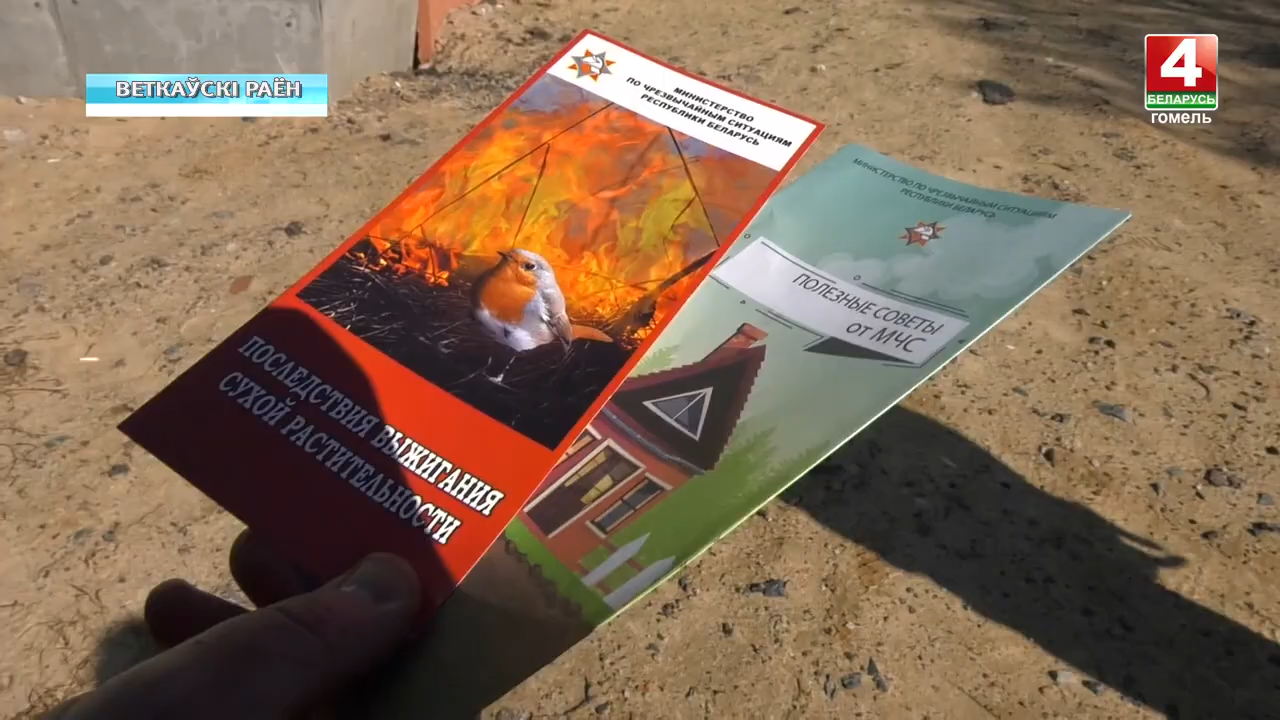 ВЕТКАЎСКІ РАЁН
4
БЕЛАРУСЬ
гомель
МИНИСТЕРСТВО
ПО ЧРЕЗВЫЧАЙНЫМ СИТУАЦИЯМ
РЕСПУБЛИКИ БЕЛАРУСЬ
ПОСЛЕДСТВИЯ ВЫЖИГАНИЯ
СУХОЙ РАСТИТЕЛЬНОСТИ
МИНИСТЕРСТВО ПО ЧРЕЗВЫЧАЙНЫМ СИТУАЦИЯМ
РЕСПУБЛИКИ БЕЛАРУСЬ
ПОЛЕЗНЫЕ СОВЕТЫ
от МЧС